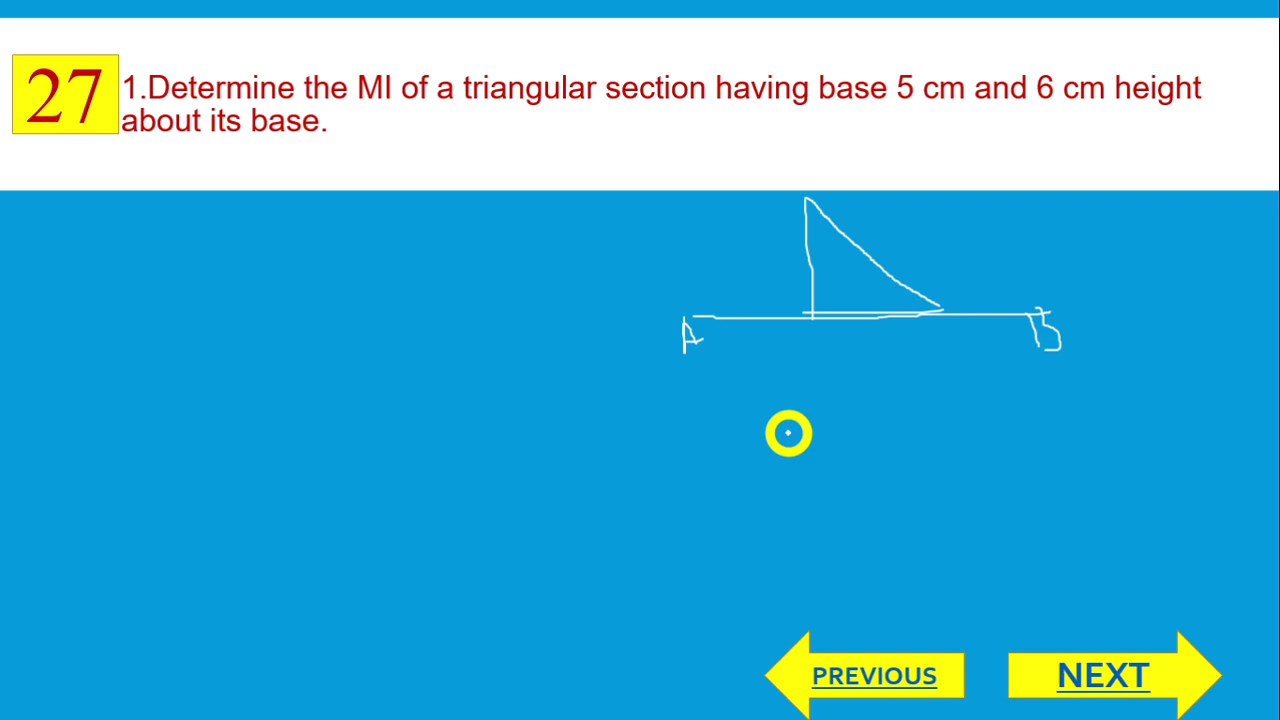 27
1.Determine the MI of a triangular section having base 5 cm and 6 cm height
about its base.
A
B
PREVIOUS
NEXT